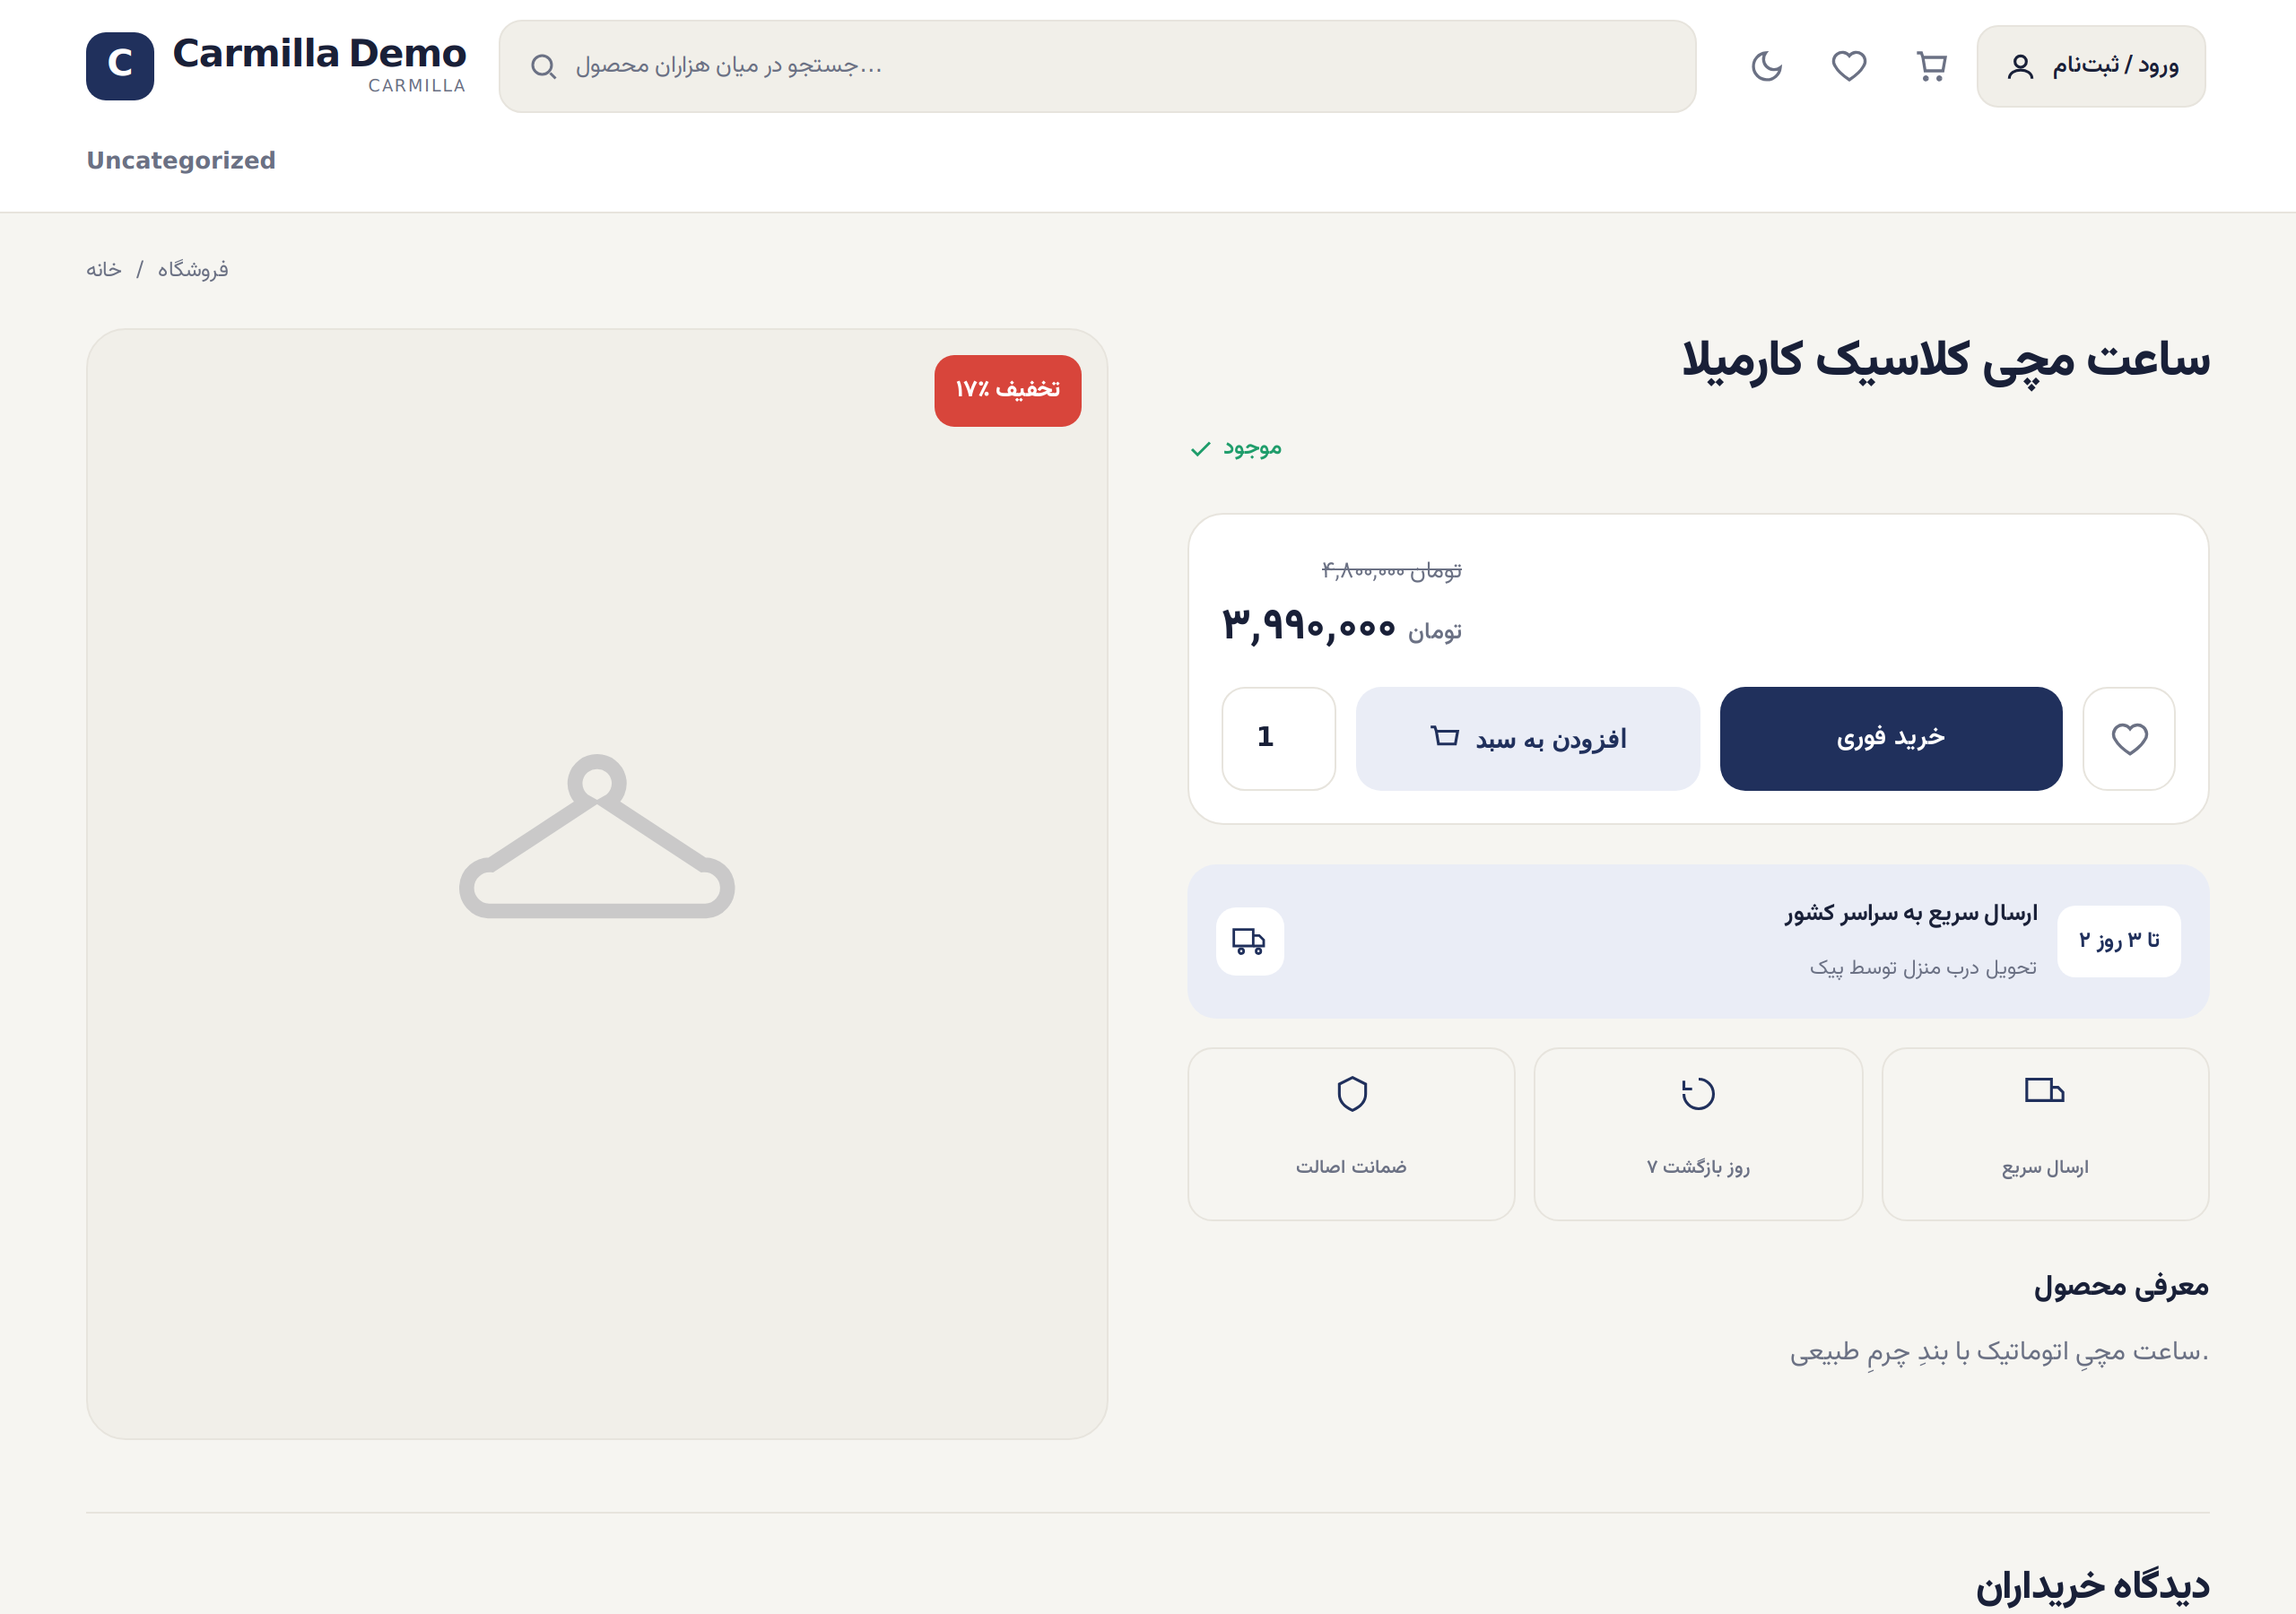 C
Carmilla Demo
CARMILLA
جستجو در میان هزاران محصول...
ورود / ثبت‌نام
Uncategorized
خانه / فروشگاه
۱۷٪ تخفیف
ساعت مچی کلاسیک کارمیلا
موجود
۴,۸۰۰,۰۰۰ تومان
۳,۹۹۰,۰۰۰ تومان
1
افزودن به سبد
خرید فوری
ارسال سریع به سراسر کشور
تحویل درب منزل توسط پیک
۲ تا ۳ روز
ضمانت اصالت
۷ روز بازگشت
ارسال سریع
معرفی محصول
ساعت مچیِ اتوماتیک با بندِ چرمِ طبیعی.
دیدگاه خریداران